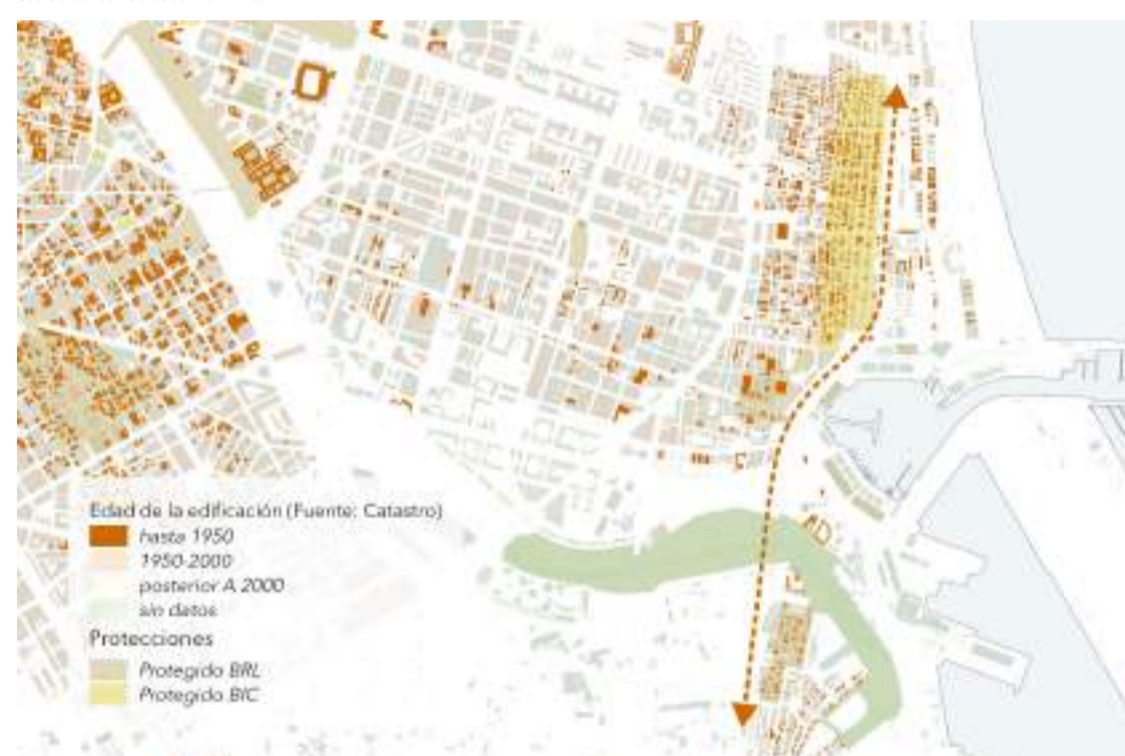 Edad de la edificación (Fuente: Catastro)
hasta 1950
1950-2000
posterior A 2000
sin datos
Protecciones
Protegido BRL
Protegido BIC